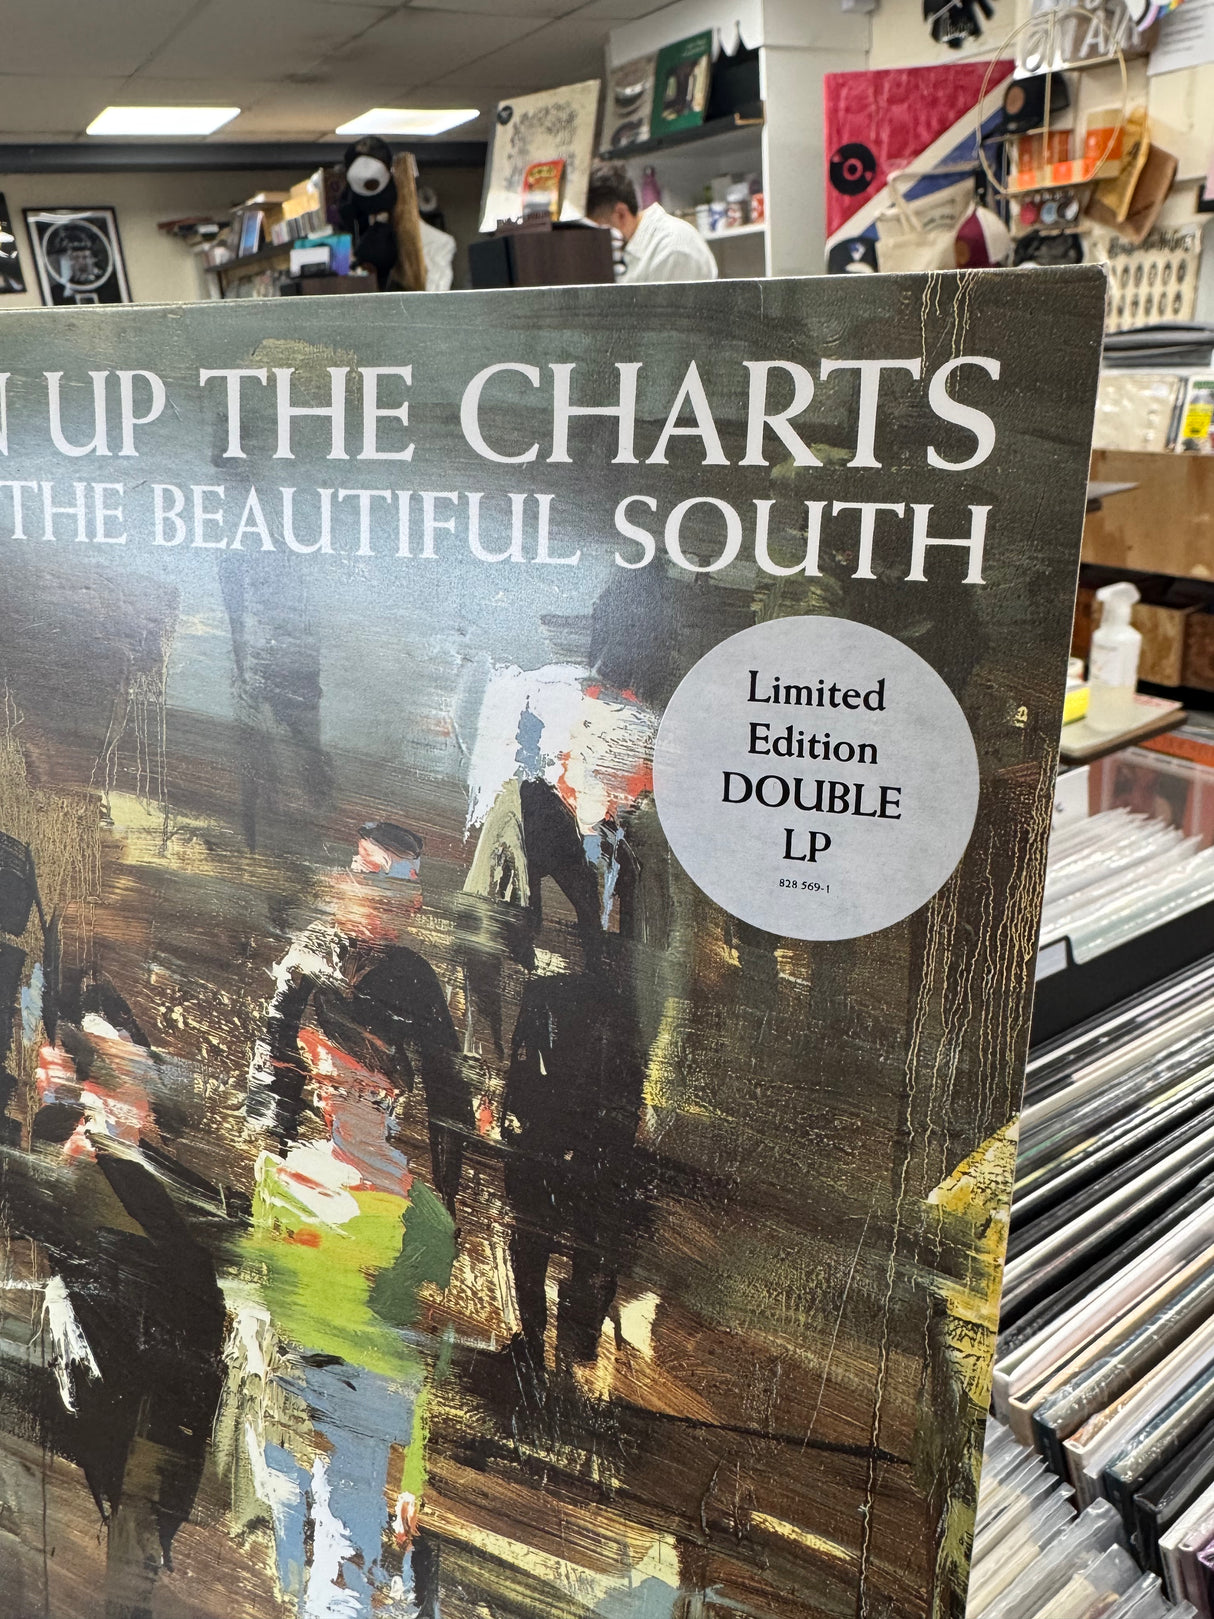 UP THE CHARTS
THE BEAUTIFUL SOUTH
Limited
Edition
DOUBLE
LP
828 569-1